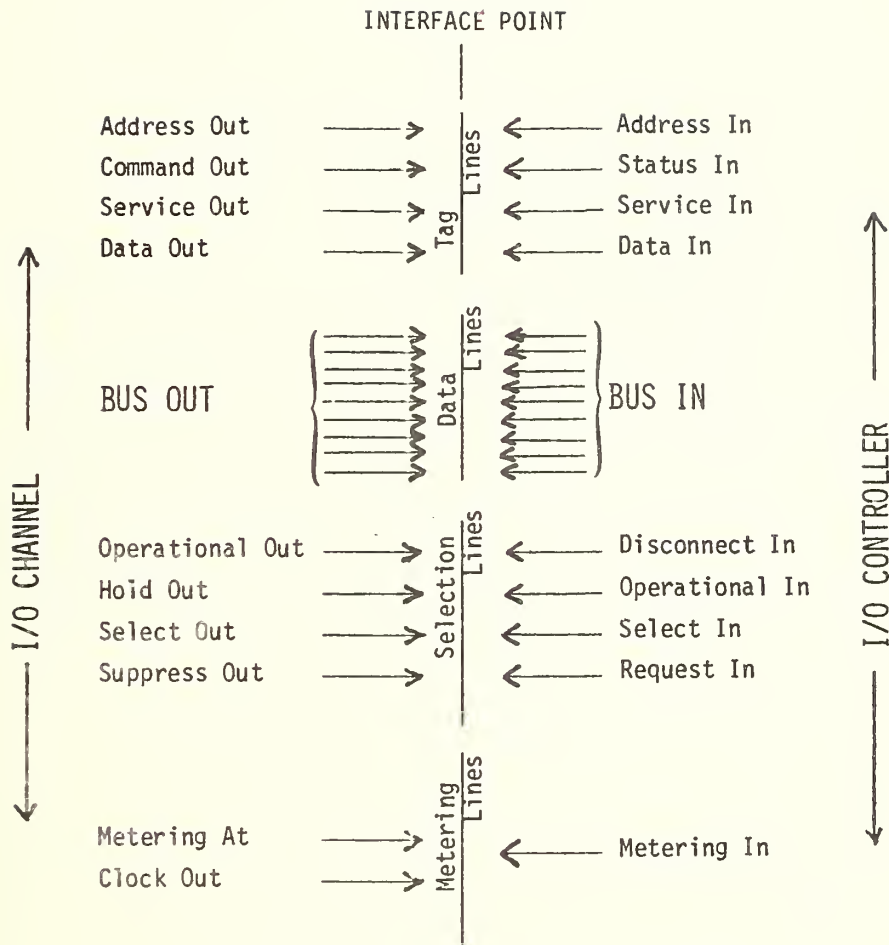 INTERFACE POINT
Address Out
Address In
Command Out
Status In
Service Out
Service In
Data Out
Data In
Tag Lines
BUS OUT
BUS IN
Data Lines
I/O CHANNEL
I/O CONTROLLER
Operational Out
Disconnect In
Hold Out
Operational In
Select Out
Select In
Suppress Out
Request In
Selection Lines
Metering At
Metering In
Clock Out
Metering Lines